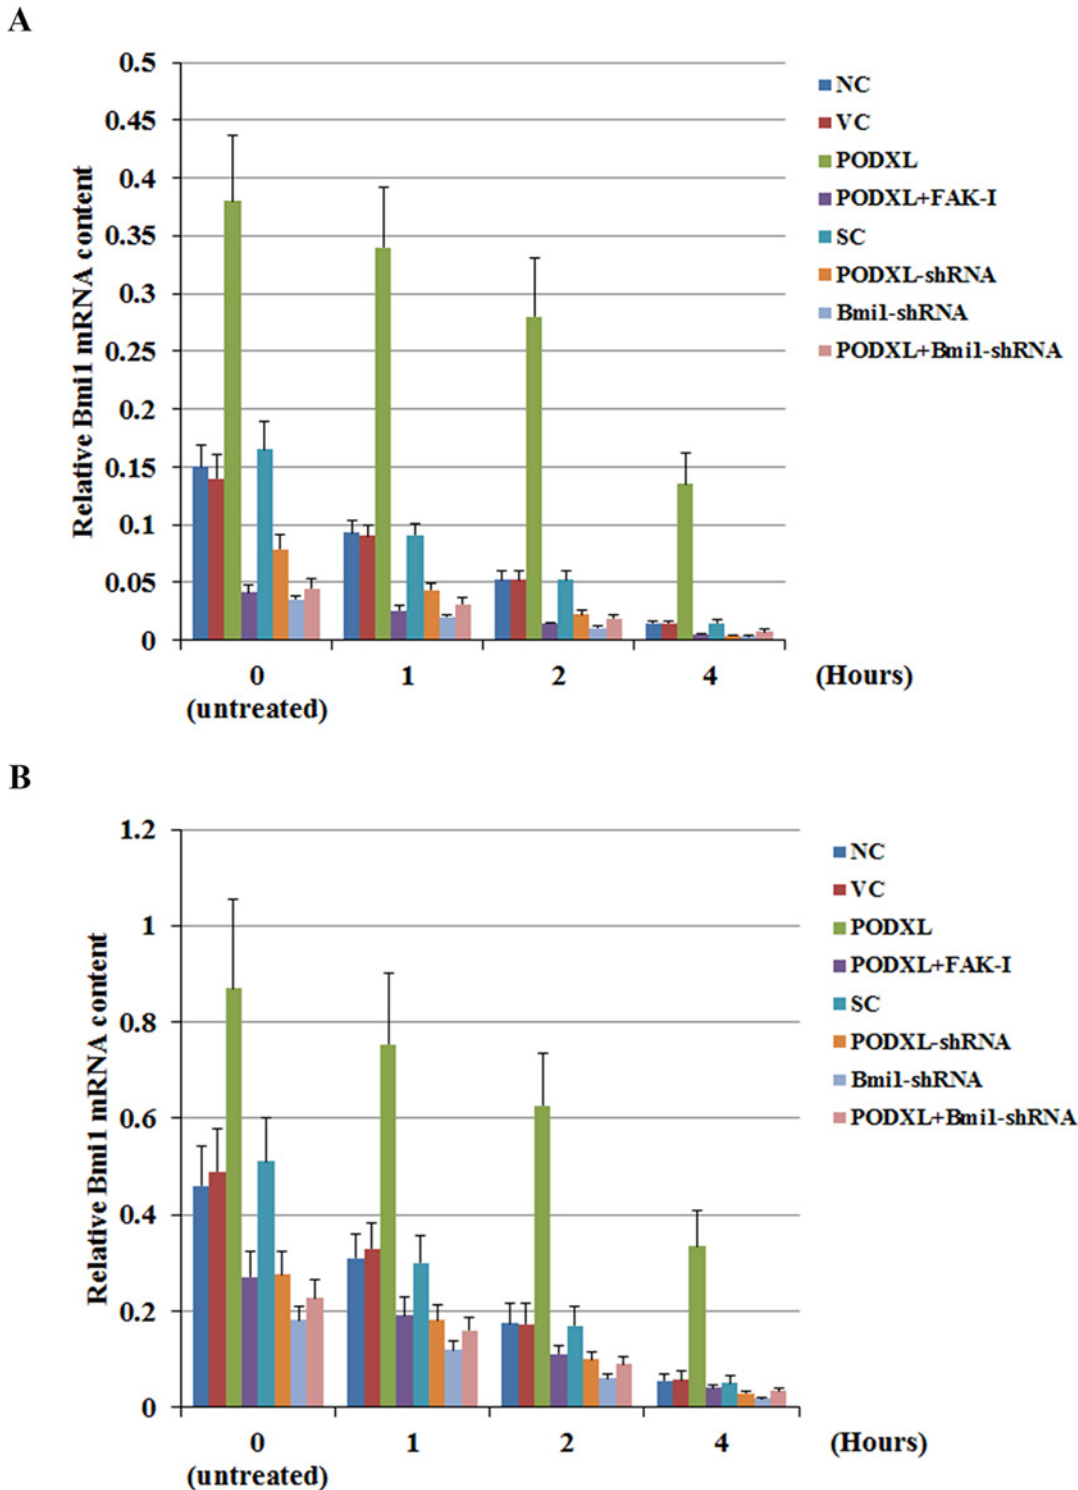 A
0.5
0.45
0.4
0.35
0.3
0.25
0.2
0.15
0.1
0.05
0
Relative Bmi1 mRNA content
0
(untreated)
1
2
4
(Hours)
NC
VC
PODXL
PODXL+FAK-I
SC
PODXL-shRNA
Bmi1-shRNA
PODXL+Bmi1-shRNA
B
1.2
1
0.8
0.6
0.4
0.2
0
Relative Bmi1 mRNA content
0
(untreated)
1
2
4
(Hours)
NC
VC
PODXL
PODXL+FAK-I
SC
PODXL-shRNA
Bmi1-shRNA
PODXL+Bmi1-shRNA